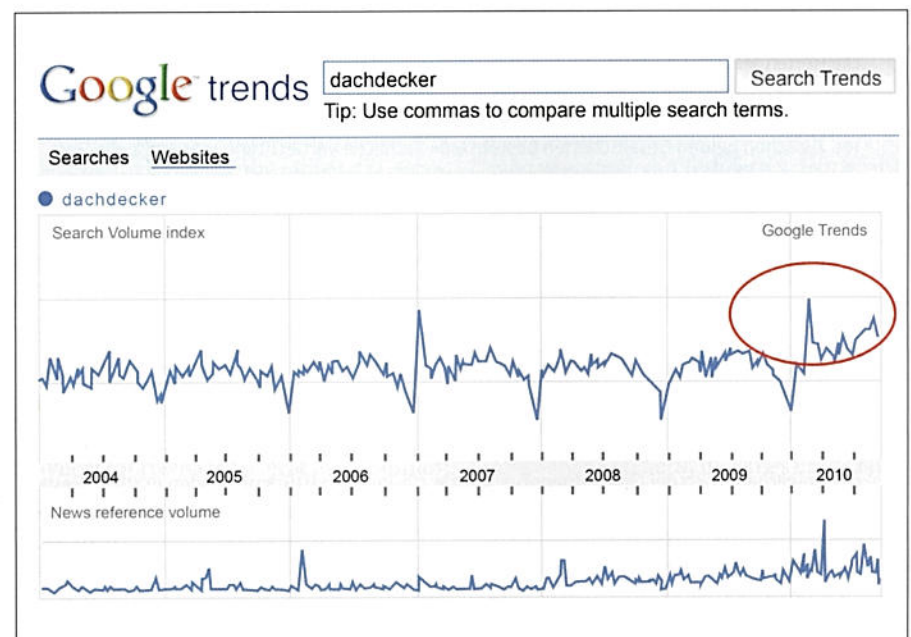 Google trends dachdecker Search Trends
Tip: Use commas to compare multiple search terms.
Searches Websites
dachdecker
Search Volume index Google Trends
2004 2005 2006 2007 2008 2009 2010
News reference volume